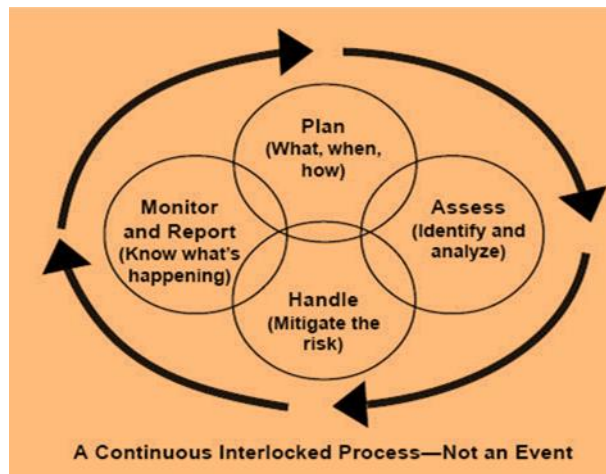 Plan
(What, when,
how)
Monitor
and Report
(Know what's
happening)
Assess
(Identify and
analyze)
Handle
(Mitigate the
risk)
A Continuous Interlocked Process—Not an Event